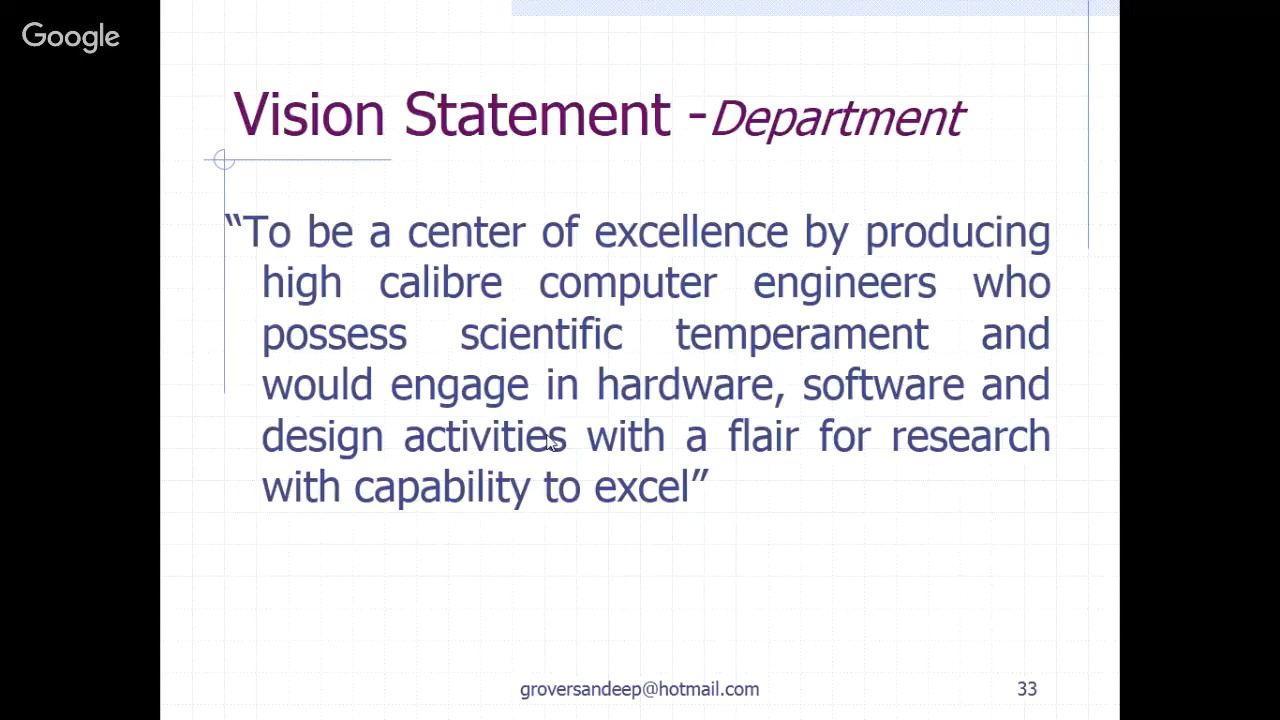 Google
Vision Statement -Department
“To be a center of excellence by producing
high calibre computer engineers who
possess scientific temperament and
would engage in hardware, software and
design activities with a flair for research
with capability to excel”
groversandeep@hotmail.com
33